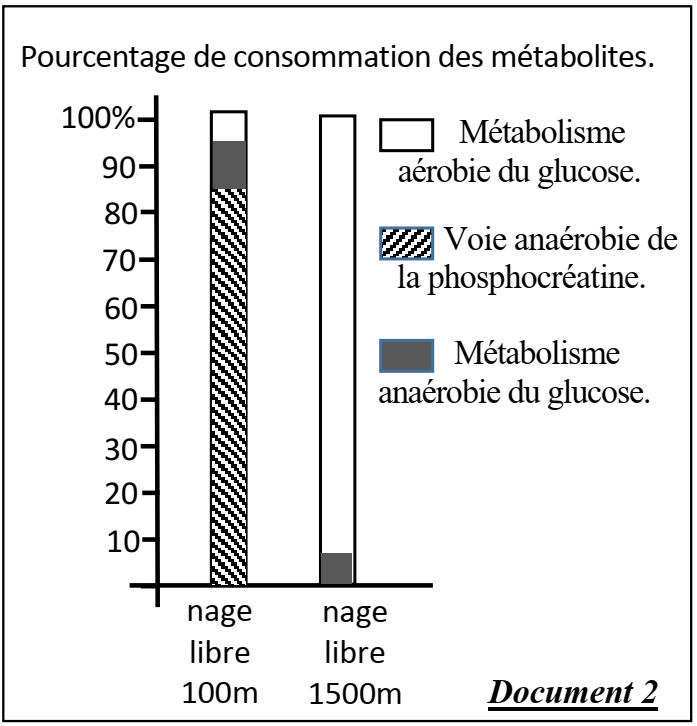 Pourcentage de consommation des métabolites.
100%
90
80
70
60
50
40
30
20
10
nage
libre
100m
nage
libre
1500m
Métabolisme
aérobie du glucose.
Voie anaérobie de
la phosphocréatine.
Métabolisme
anaérobie du glucose.
Document 2